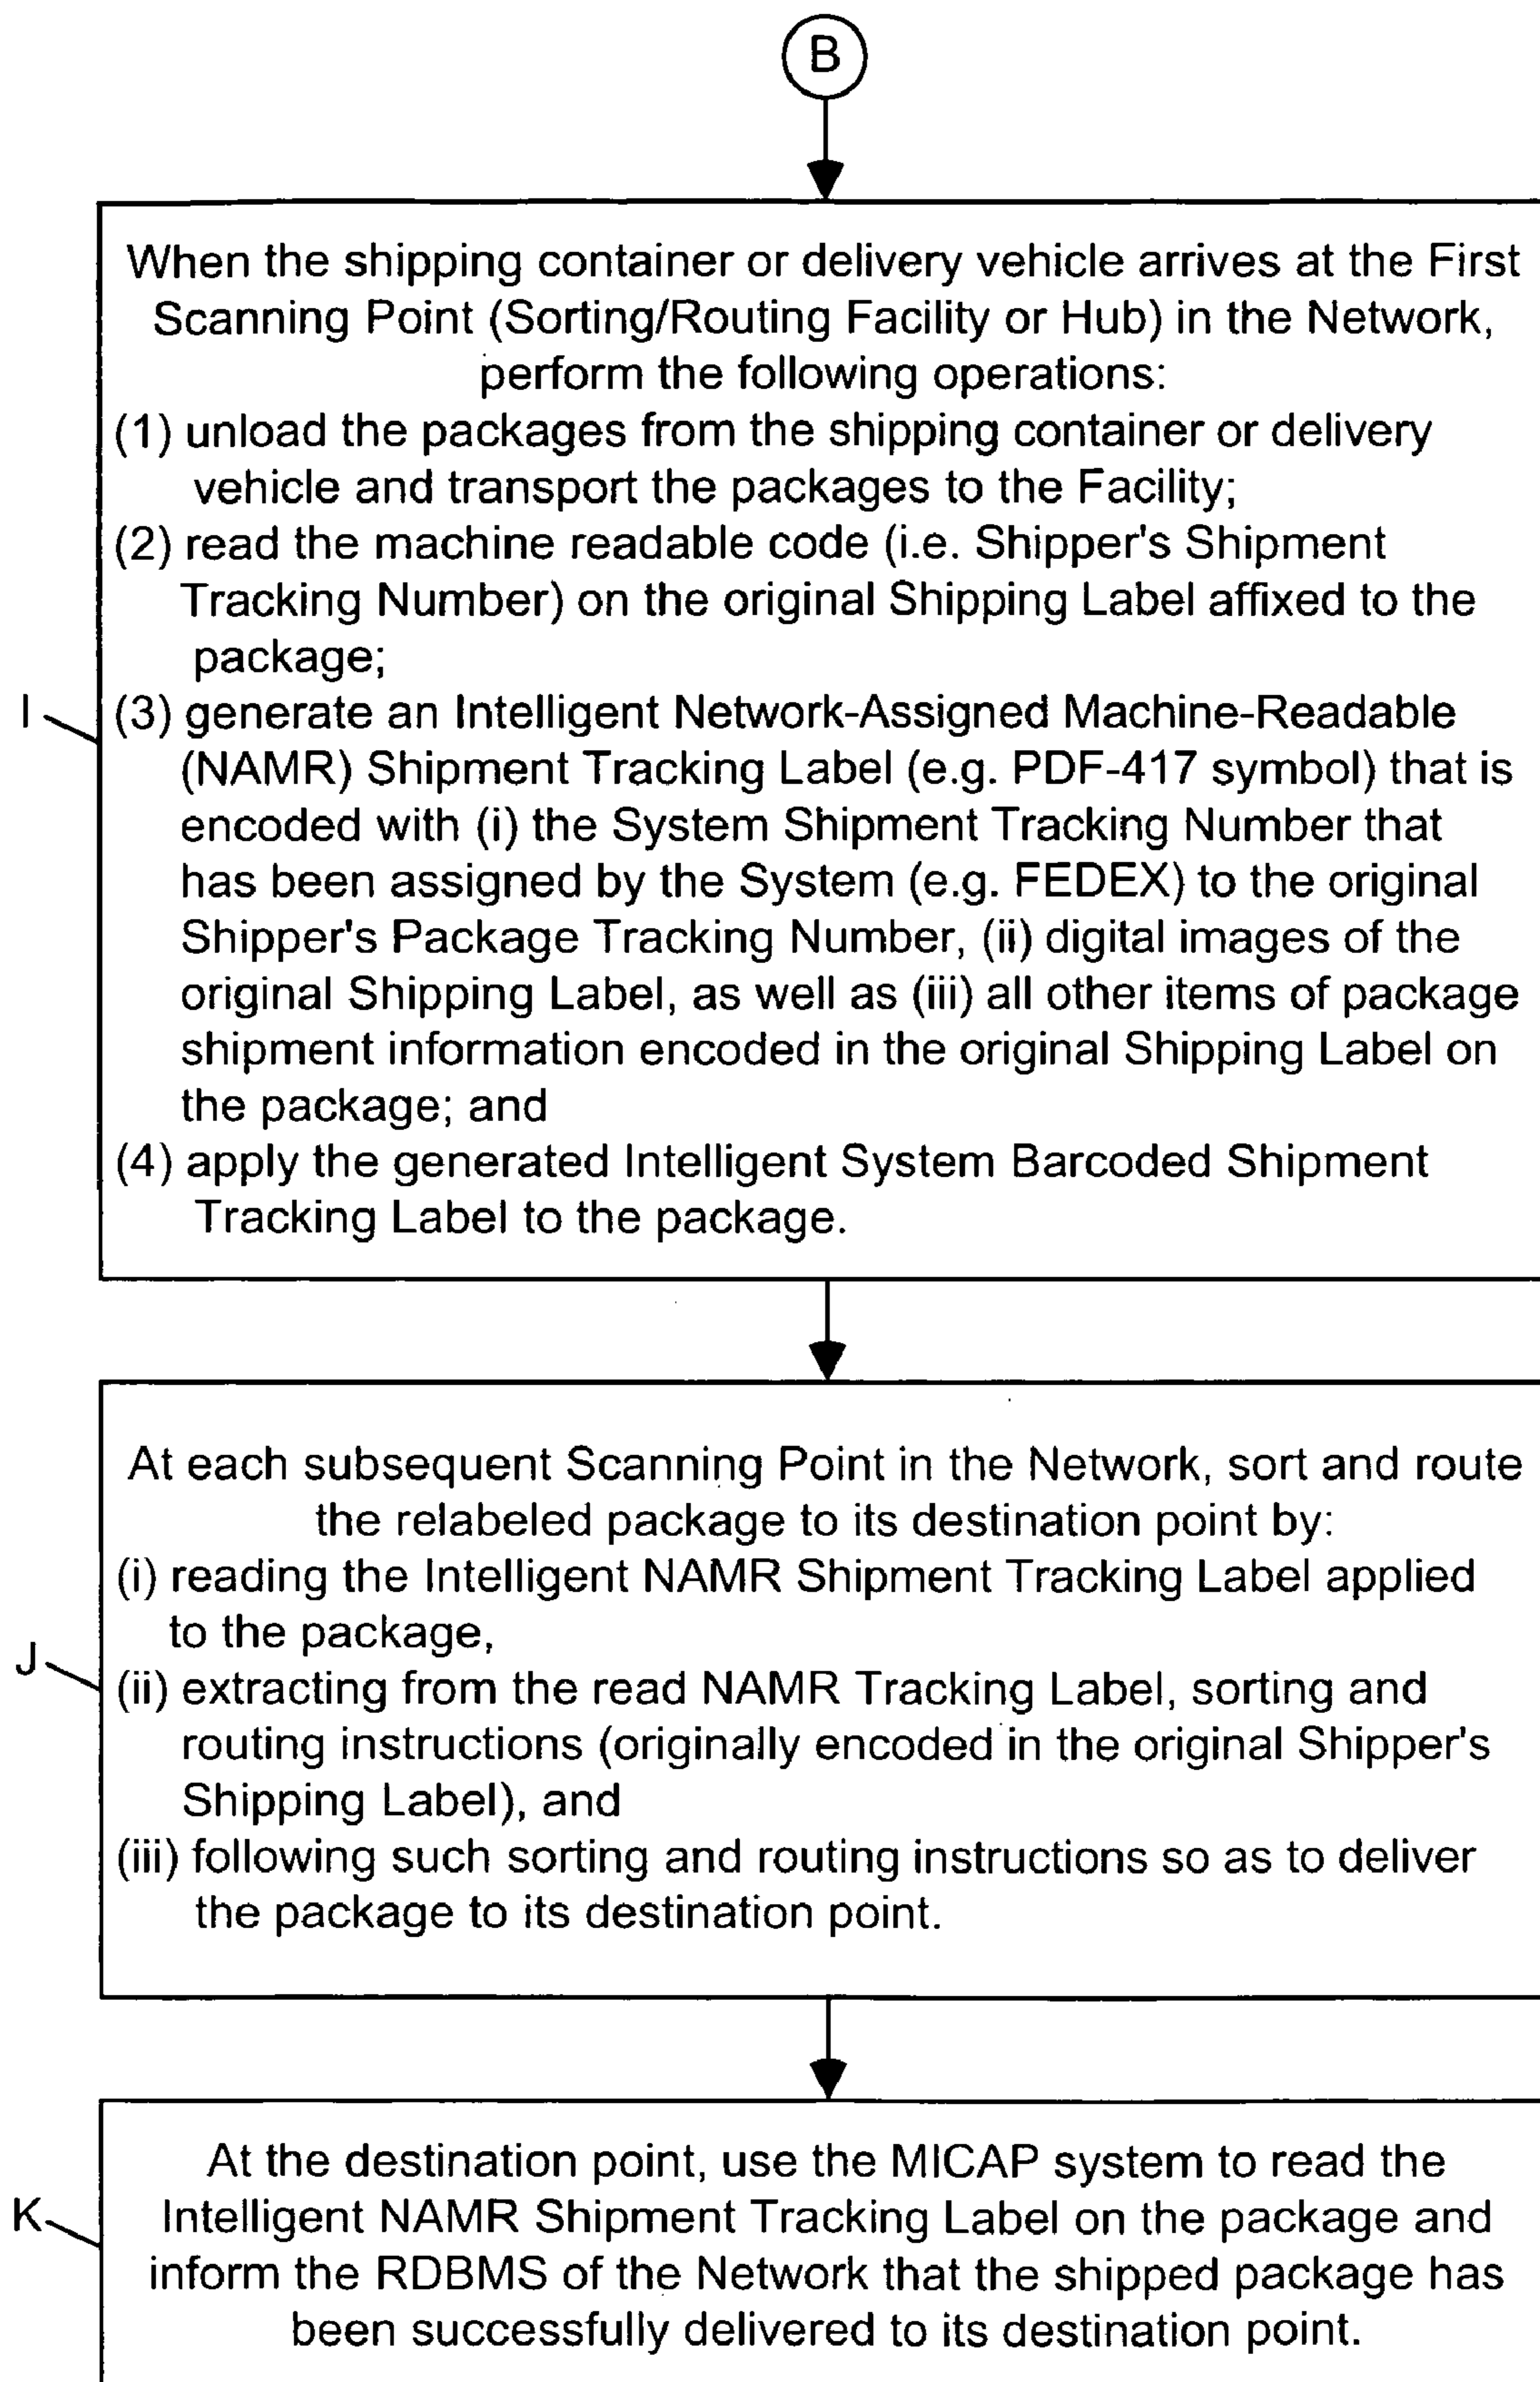 B
When the shipping container or delivery vehicle arrives at the First
Scanning Point (Sorting/Routing Facility or Hub) in the Network,
perform the following operations:
(1) unload the packages from the shipping container or delivery
vehicle and transport the packages to the Facility;
(2) read the machine readable code (i.e. Shipper's Shipment
Tracking Number) on the original Shipping Label affixed to the
package;
I
(3) generate an Intelligent Network-Assigned Machine-Readable
(NAMR) Shipment Tracking Label (e.g. PDF-417 symbol) that is
encoded with (i) the System Shipment Tracking Number that
has been assigned by the System (e.g. FEDEX) to the original
Shipper's Package Tracking Number, (ii) digital images of the
original Shipping Label, as well as (iii) all other items of package
shipment information encoded in the original Shipping Label on
the package; and
(4) apply the generated Intelligent System Barcoded Shipment
Tracking Label to the package.
At each subsequent Scanning Point in the Network, sort and route
the relabeled package to its destination point by:
(i) reading the Intelligent NAMR Shipment Tracking Label applied
to the package,
J
(ii) extracting from the read NAMR Tracking Label, sorting and
routing instructions (originally encoded in the original Shipper's
Shipping Label), and
(iii) following such sorting and routing instructions so as to deliver
the package to its destination point.
At the destination point, use the MICAP system to read the
K
Intelligent NAMR Shipment Tracking Label on the package and
inform the RDBMS of the Network that the shipped package has
been successfully delivered to its destination point.